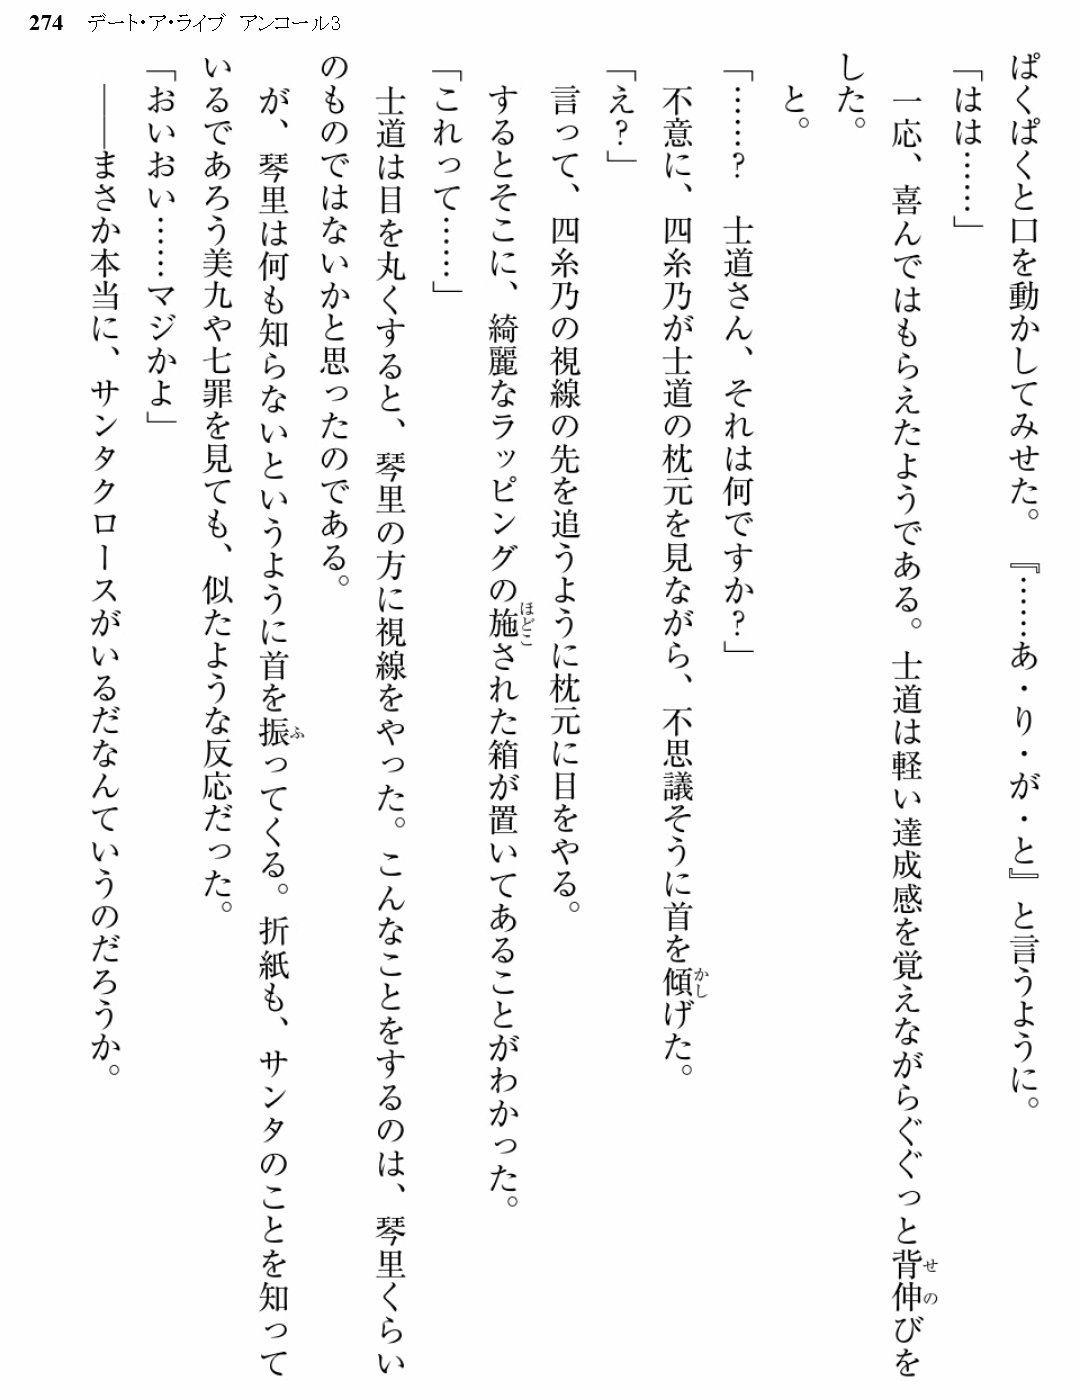 274 デート・ア・ライブ アンコール3
ぱくぱくと口を動かしてみせた。『……あ・り・が・と』と言うように。
「はは……」
一応、喜んではもらえたようである。士道は軽い達成感を覚えながらぐぐっと背伸びを
した。
と。
「……? 士道さん、それは何ですか?」
不意に、四糸乃が士道の枕元を見ながら、不思議そうに首を傾げた。
「え?」
言って、四糸乃の視線の先を追うように枕元に目をやる。
するとそこに、綺麗なラッピングの施された箱が置いてあることがわかった。
「これって……」
士道は目を丸くすると、琴里の方に視線をやった。こんなことをするのは、琴里くらい
のものではないかと思ったのである。
が、琴里は何も知らないというように首を振ってくる。折紙も、サンタのことを知って
いるであろう美九や七罪を見ても、似たような反応だった。
「おいおい……マジかよ」
――まさか本当に、サンタクロースがいるだなんていうのだろうか。